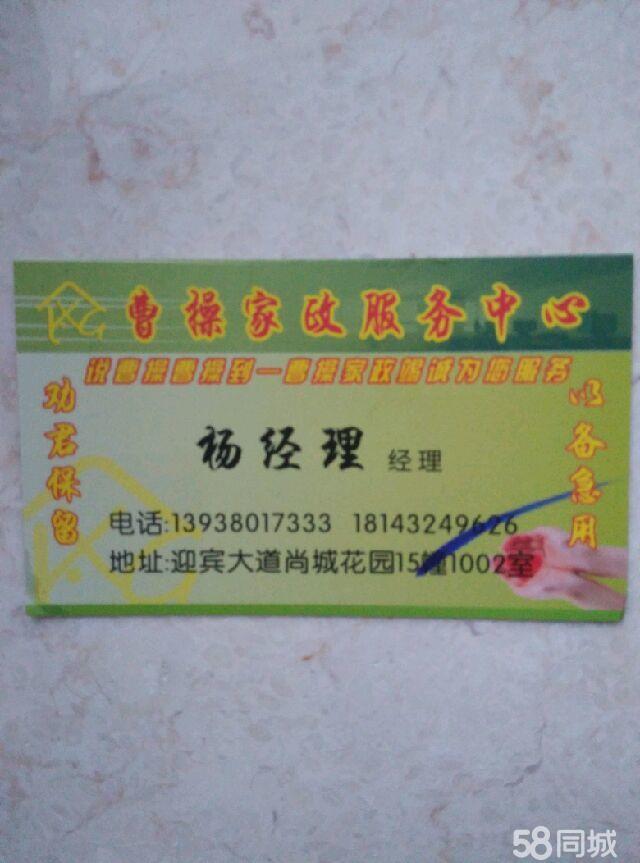 曹操家政服务中心
说曹操曹操到一曹操家政竭诚为您服务
功君保留
以备急用
杨经理 经理
电话:13938017333 18143249626
地址:迎宾大道尚城花园15幢1002室
58同城